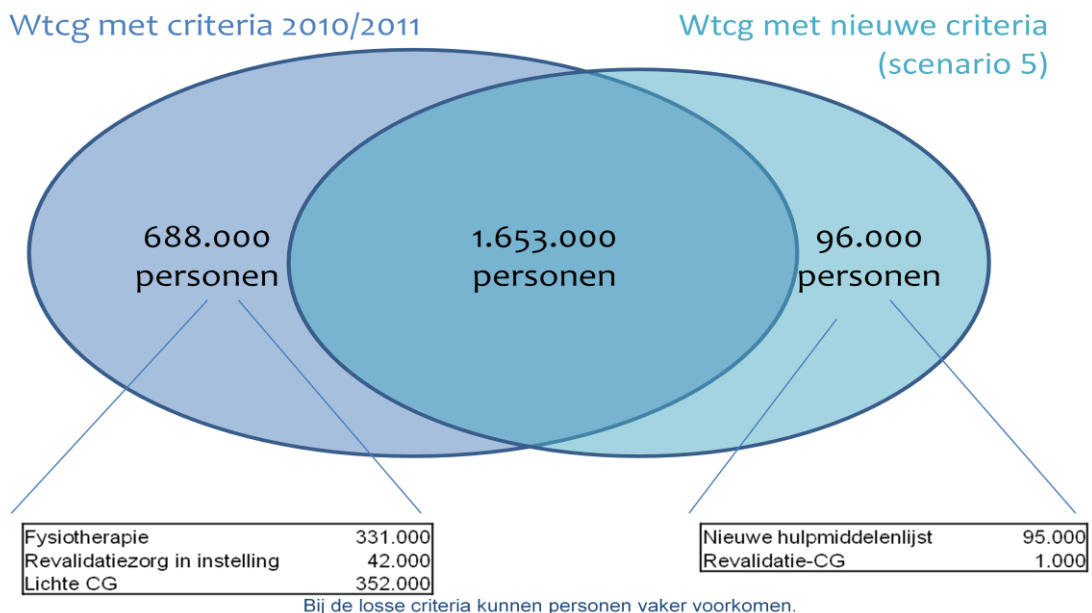 Wtcg met criteria 2010/2011
Wtcg met nieuwe criteria
(scenario 5)
688.000
personen
1.653.000
personen
96.000
personen
Fysiotherapie 331.000
Revalidatiezorg in instelling 42.000
Lichte CG 352.000
Nieuwe hulpmiddelenlijst 95.000
Revalidatie-CG 1.000
Bij de losse criteria kunnen personen vaker voorkomen.